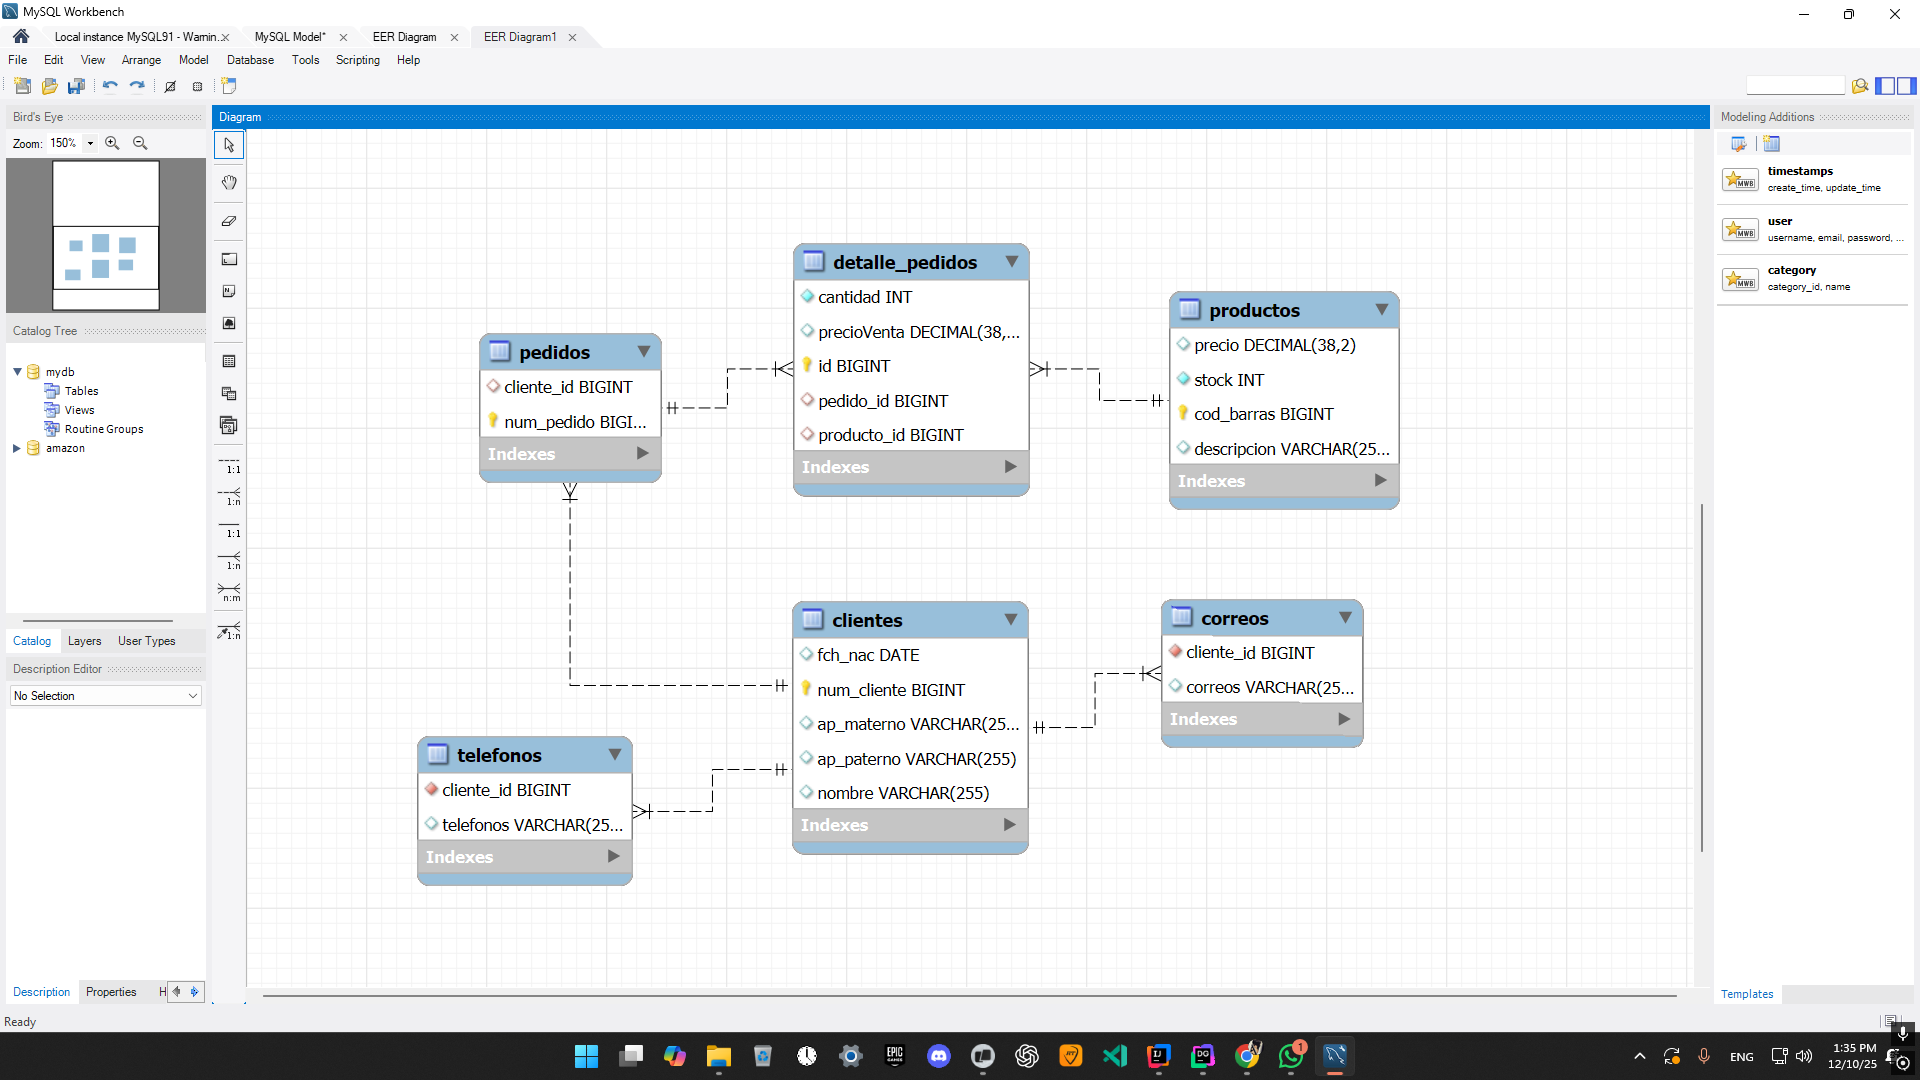 MySQL Workbench
Local instance MySQL91 - Warnin...
MySQL Model*
EER Diagram
EER Diagram1
File Edit View Arrange Model Database Tools Scripting Help
Bird's Eye
Zoom: 150%
Catalog Tree
mydb
Tables
Views
Routine Groups
amazon
Catalog Layers User Types
Description Editor
No Selection
Description Properties H
Ready
Diagram
1:1
1:n
1:1
1:n
n:m
1:n
detalle_pedidos
cantidad INT
precioVenta DECIMAL(38,...
id BIGINT
pedido_id BIGINT
producto_id BIGINT
Indexes
productos
precio DECIMAL(38,2)
stock INT
cod_barras BIGINT
descripcion VARCHAR(25...
Indexes
pedidos
cliente_id BIGINT
num_pedido BIGI...
Indexes
clientes
fch_nac DATE
num_cliente BIGINT
ap_materno VARCHAR(25...
ap_paterno VARCHAR(255)
nombre VARCHAR(255)
Indexes
correos
cliente_id BIGINT
correos VARCHAR(25...
Indexes
telefonos
cliente_id BIGINT
telefonos VARCHAR(25...
Indexes
Modeling Additions
timestamps
create_time, update_time
user
username, email, password, ...
category
category_id, name
Templates
EPIC GAMES
1
ENG
1:35 PM
12/10/25